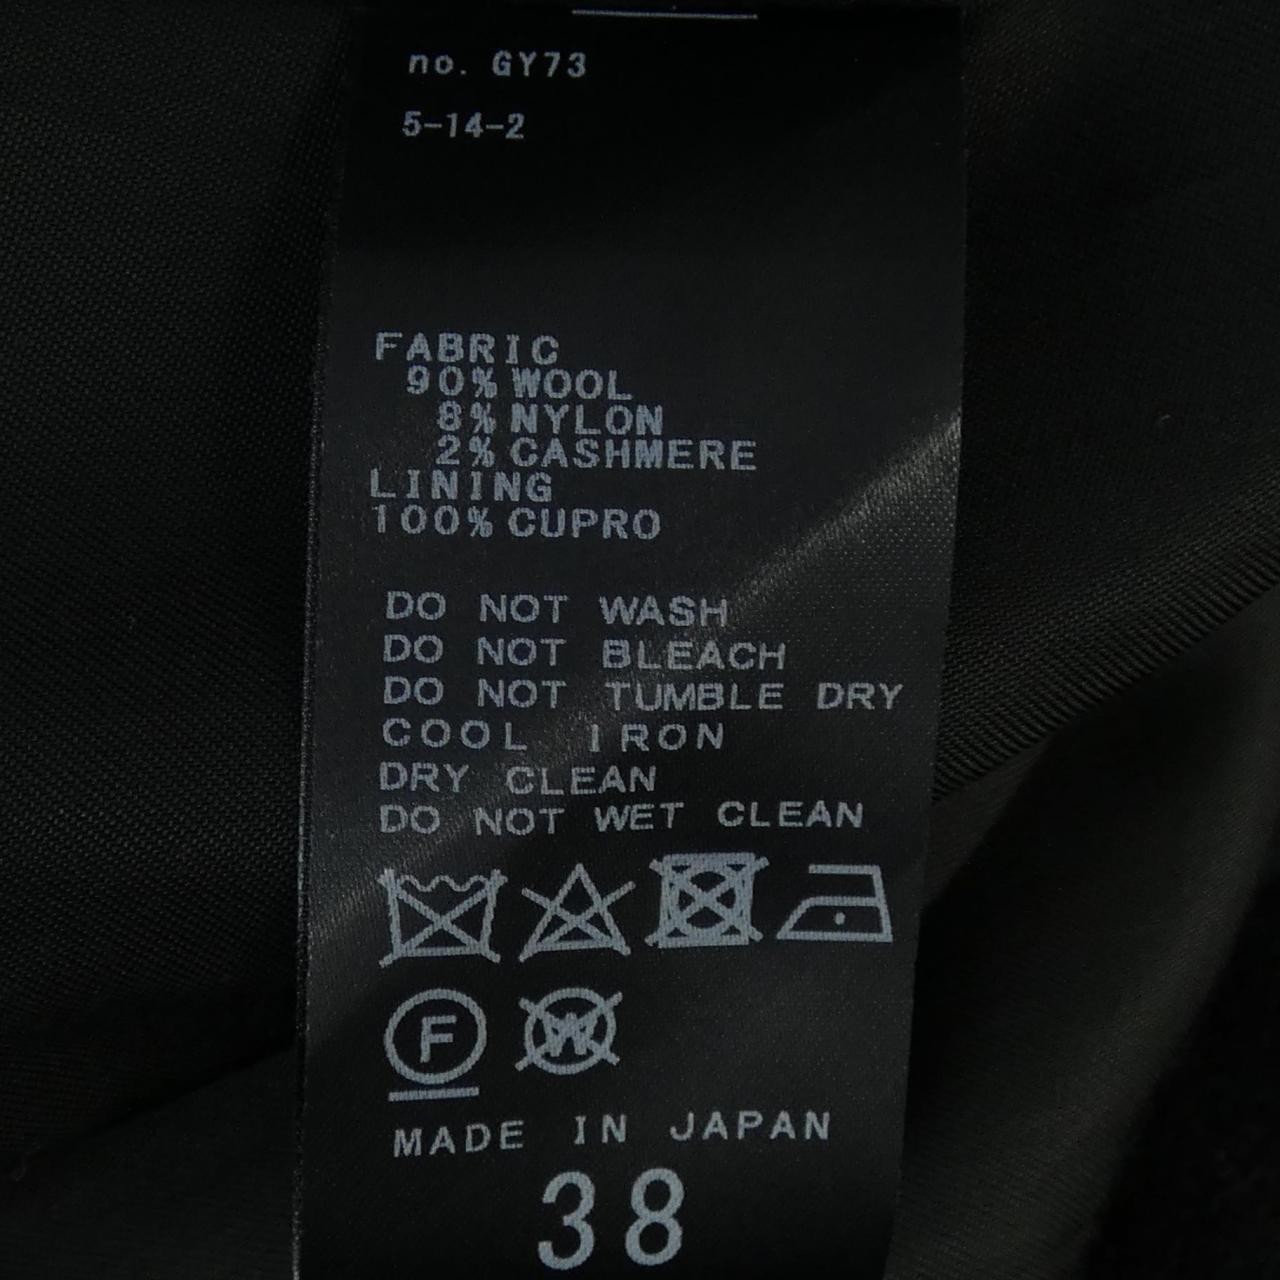 no. GY73
5-14-2
FABRIC
90% WOOL
8% NYLON
2% CASHMERE
LINING
100% CUPRO
DO NOT WASH
DO NOT BLEACH
DO NOT TUMBLE DRY
COOL IRON
DRY CLEAN
DO NOT WET CLEAN
F W
MADE IN JAPAN
38